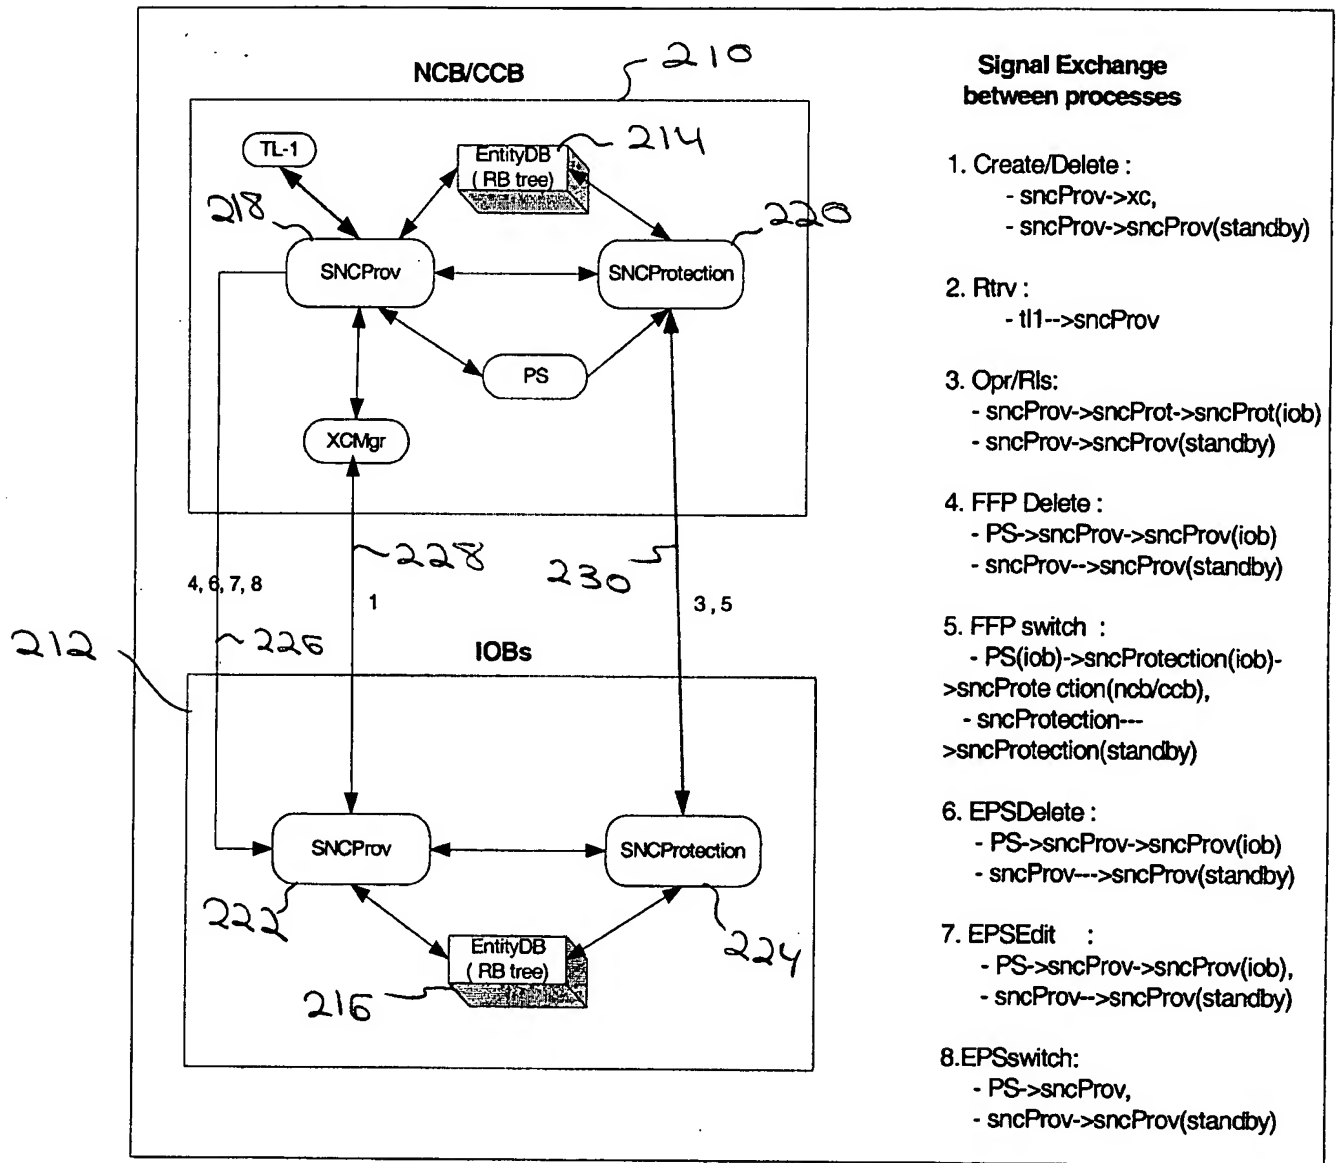 NCB/CCB
210
TL-1
EntityDB
( RB tree)
214
218
220
SNCProv
SNCProtection
PS
XCMgr
228
230
4, 6, 7, 8
1
3, 5
226
212
IOBs
SNCProv
SNCProtection
222
224
EntityDB
( RB tree)
216
Signal Exchange
between processes
1. Create/Delete :
- sncProv->xc,
- sncProv->sncProv(standby)
2. Rtrv :
- tl1-->sncProv
3. Opr/Rls:
- sncProv->sncProt->sncProt(iob)
- sncProv->sncProv(standby)
4. FFP Delete :
- PS->sncProv->sncProv(iob)
- sncProv-->sncProv(standby)
5. FFP switch :
- PS(iob)->sncProtection(iob)-
>sncProte ction(ncb/ccb),
- sncProtection---
>sncProtection(standby)
6. EPSDelete :
- PS->sncProv->sncProv(iob)
- sncProv--->sncProv(standby)
7. EPSEdit :
- PS->sncProv->sncProv(iob),
- sncProv-->sncProv(standby)
8.EPSswitch:
- PS->sncProv,
- sncProv->sncProv(standby)